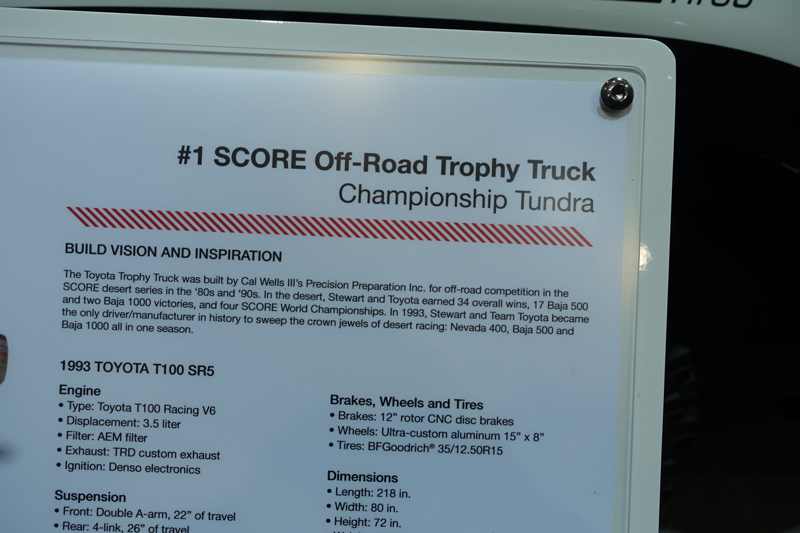 #1 SCORE Off-Road Trophy Truck
Championship Tundra
BUILD VISION AND INSPIRATION
The Toyota Trophy Truck was built by Cal Wells III's Precision Preparation Inc. for off-road competition in the
SCORE desert series in the '80s and '90s. In the desert, Stewart and Toyota earned 34 overall wins, 17 Baja 500
and two Baja 1000 victories, and four SCORE World Championships. In 1993, Stewart and Team Toyota became
the only driver/manufacturer in history to sweep the crown jewels of desert racing: Nevada 400, Baja 500 and
Baja 1000 all in one season.
1993 TOYOTA T100 SR5
Engine
• Type: Toyota T100 Racing V6
• Displacement: 3.5 liter
• Filter: AEM filter
• Exhaust: TRD custom exhaust
• Ignition: Denso electronics
Suspension
• Front: Double A-arm, 22" of travel
• Rear: 4-link, 26" of travel
Brakes, Wheels and Tires
• Brakes: 12" rotor CNC disc brakes
• Wheels: Ultra-custom aluminum 15" x 8"
• Tires: BFGoodrich® 35/12.50R15
Dimensions
• Length: 218 in.
• Width: 80 in.
• Height: 72 in.